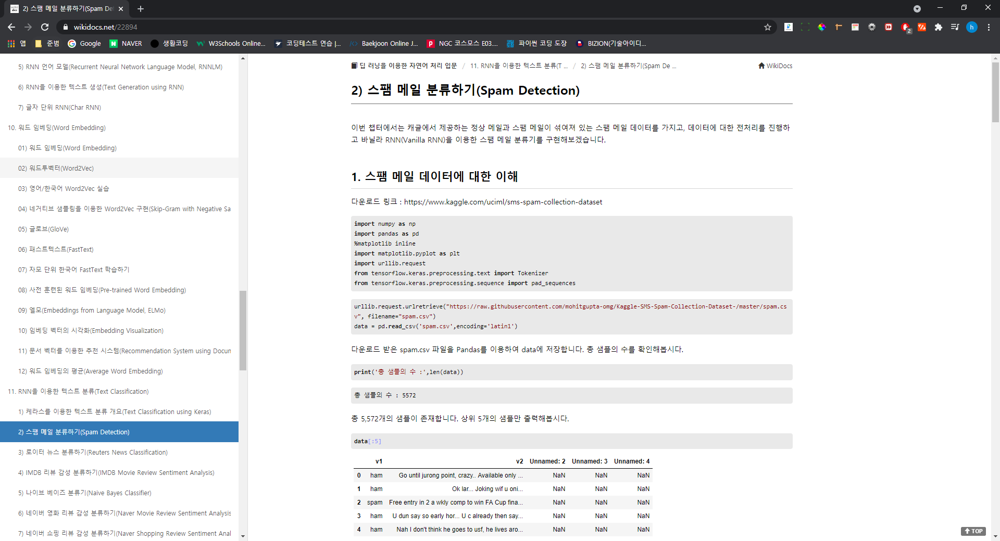 2) 스팸 메일 분류하기(Spam De
wikidocs.net/22894
2
h
앱
준범
Google
NAVER
생활코딩
W3Schools Online...
코딩테스트 연습 |...
Baekjoon Online J...
NGC 코스모스 E03....
파이썬 코딩 도장
BIZION(기술아이디...
5) RNN 언어 모델(Recurrent Neural Network Language Model, RNNLM)
6) RNN을 이용한 텍스트 생성(Text Generation using RNN)
7) 글자 단위 RNN(Char RNN)
10. 워드 임베딩(Word Embedding)
01) 워드 임베딩(Word Embedding)
02) 워드투벡터(Word2Vec)
03) 영어/한국어 Word2Vec 실습
04) 네거티브 샘플링을 이용한 Word2Vec 구현(Skip-Gram with Negative Sa
05) 글로브(GloVe)
06) 패스트텍스트(FastText)
07) 자모 단위 한국어 FastText 학습하기
08) 사전 훈련된 워드 임베딩(Pre-trained Word Embedding)
09) 엘모(Embeddings from Language Model, ELMo)
10) 임베딩 벡터의 시각화(Embedding Visualization)
11) 문서 벡터를 이용한 추천 시스템(Recommendation System using Docun
12) 워드 임베딩의 평균(Average Word Embedding)
11. RNN을 이용한 텍스트 분류(Text Classification)
1) 케라스를 이용한 텍스트 분류 개요(Text Classification using Keras)
2) 스팸 메일 분류하기(Spam Detection)
3) 로이터 뉴스 분류하기(Reuters News Classification)
4) IMDB 리뷰 감성 분류하기(IMDB Movie Review Sentiment Analysis)
5) 나이브 베이즈 분류기(Naive Bayes Classifier)
6) 네이버 영화 리뷰 감성 분류하기(Naver Movie Review Sentiment Analysis
7) 네이버 쇼핑 리뷰 감성 분류하기(Naver Shopping Review Sentiment Anal
딥 러닝을 이용한 자연어 처리 입문 / 11. RNN을 이용한 텍스트 분류(T ... / 2) 스팸 메일 분류하기(Spam De ...
WikiDocs
2) 스팸 메일 분류하기(Spam Detection)
이번 챕터에서는 캐글에서 제공하는 정상 메일과 스팸 메일이 섞여져 있는 스팸 메일 데이터를 가지고, 데이터에 대한 전처리를 진행하
고 바닐라 RNN(Vanilla RNN)을 이용한 스팸 메일 분류기를 구현해보겠습니다.
1. 스팸 메일 데이터에 대한 이해
다운로드 링크 : https://www.kaggle.com/uciml/sms-spam-collection-dataset
import numpy as np
import pandas as pd
%matplotlib inline
import matplotlib.pyplot as plt
import urllib.request
from tensorflow.keras.preprocessing.text import Tokenizer
from tensorflow.keras.preprocessing.sequence import pad_sequences
urllib.request.urlretrieve("https://raw.githubusercontent.com/mohitgupta-omg/Kaggle-SMS-Spam-Collection-Dataset-/master/spam.cs
v", filename="spam.csv")
data = pd.read_csv('spam.csv',encoding='latin1')
다운로드 받은 spam.csv 파일을 Pandas를 이용하여 data에 저장합니다. 총 샘플의 수를 확인해봅시다.
print('총 샘플의 수 :',len(data))
총 샘플의 수 : 5572
총 5,572개의 샘플이 존재합니다. 상위 5개의 샘플만 출력해봅시다.
data[:5]
v1 v2 Unnamed: 2 Unnamed: 3 Unnamed: 4
0 ham Go until jurong point, crazy.. Available only ... NaN NaN NaN
1 ham Ok lar... Joking wif u oni... NaN NaN NaN
2 spam Free entry in 2 a wkly comp to win FA Cup fina... NaN NaN NaN
3 ham U dun say so early hor... U c already then say... NaN NaN NaN
4 ham Nah I don't think he goes to usf, he lives aro... NaN NaN NaN
TOP